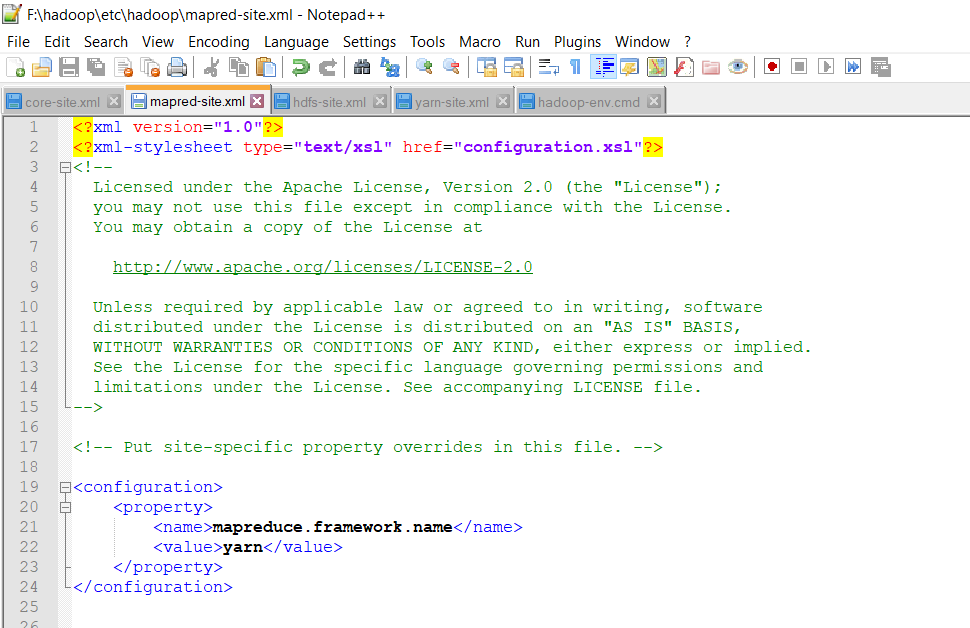 F:\hadoop\etc\hadoop\mapred-site.xml - Notepad++
File Edit Search View Encoding Language Settings Tools Macro Run Plugins Window ?
core-site.xml mapred-site.xml hdfs-site.xml yarn-site.xml hadoop-env.cmd
1 <?xml version="1.0"?>
2 <?xml-stylesheet type="text/xsl" href="configuration.xsl"?>
3 <!--
4 Licensed under the Apache License, Version 2.0 (the "License");
5 you may not use this file except in compliance with the License.
6 You may obtain a copy of the License at
7
8 http://www.apache.org/licenses/LICENSE-2.0
9
10 Unless required by applicable law or agreed to in writing, software
11 distributed under the License is distributed on an "AS IS" BASIS,
12 WITHOUT WARRANTIES OR CONDITIONS OF ANY KIND, either express or implied.
13 See the License for the specific language governing permissions and
14 limitations under the License. See accompanying LICENSE file.
15 -->
16
17 <!-- Put site-specific property overrides in this file. -->
18
19 <configuration>
20 <property>
21 <name>mapreduce.framework.name</name>
22 <value>yarn</value>
23 </property>
24 </configuration>
25
26